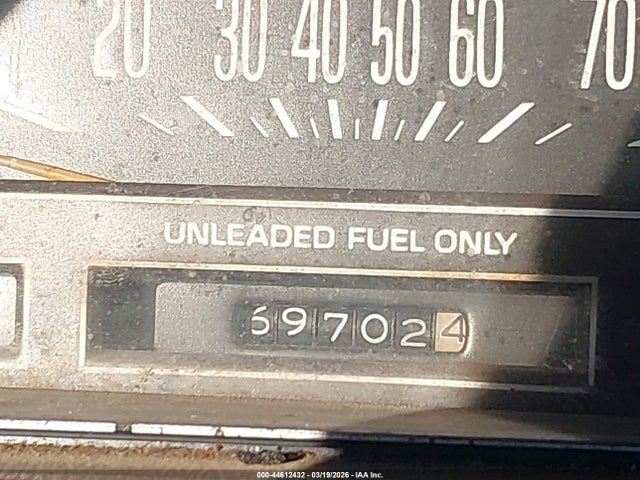 20 30 40 50 60 70
UNLEADED FUEL ONLY
697024
000-44612432 - 03/19/2026 - IAA Inc.